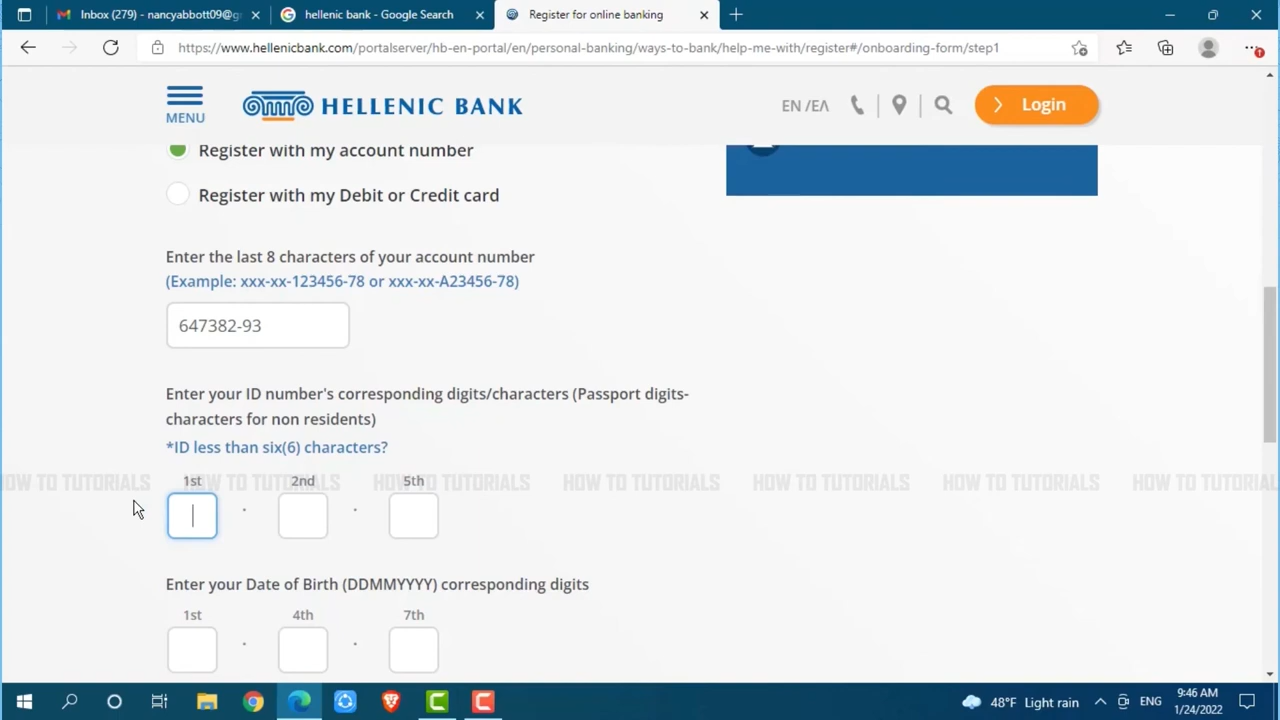 Inbox (279) - nancyabbott09@g
hellenic bank - Google Search
Register for online banking
https://www.hellenicbank.com/portalserver/hb-en-portal/en/personal-banking/ways-to-bank/help-me-with/register#/onboarding-form/step1
MENU
HELLENIC BANK
EN /ΕΛ
Login
Register with my account number
Register with my Debit or Credit card
Enter the last 8 characters of your account number
(Example: xxx-xx-123456-78 or xxx-xx-A23456-78)
647382-93
Enter your ID number's corresponding digits/characters (Passport digits-
characters for non residents)
*ID less than six(6) characters?
HOW TO TUTORIALS HOW TO TUTORIALS HOW TO TUTORIALS HOW TO TUTORIALS HOW TO TUTORIALS HOW TO TUTORIALS HOW TO TUTORIAL
1st 2nd 5th
Enter your Date of Birth (DDMMYYYY) corresponding digits
1st 4th 7th
48°F Light rain
ENG
9:46 AM
1/24/2022